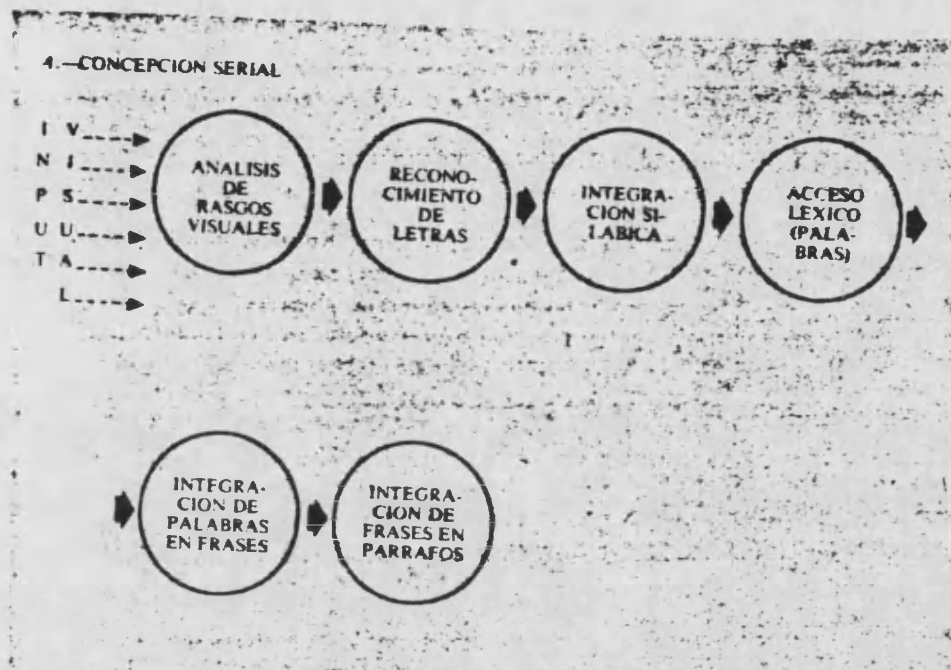 4.—CONCEPCION SERIAL
I V
N I
P S
U U
T A
L
ANALISIS
DE
RASGOS
VISUALES
RECONO-
CIMIENTO
DE
LETRAS
INTEGRA-
CION SI-
LABICA
ACCESO
LEXICO
(PALA-
BRAS)
INTEGRA-
CION DE
PALABRAS
EN FRASES
INTEGRA-
CION DE
FRASES EN
PARRAFOS